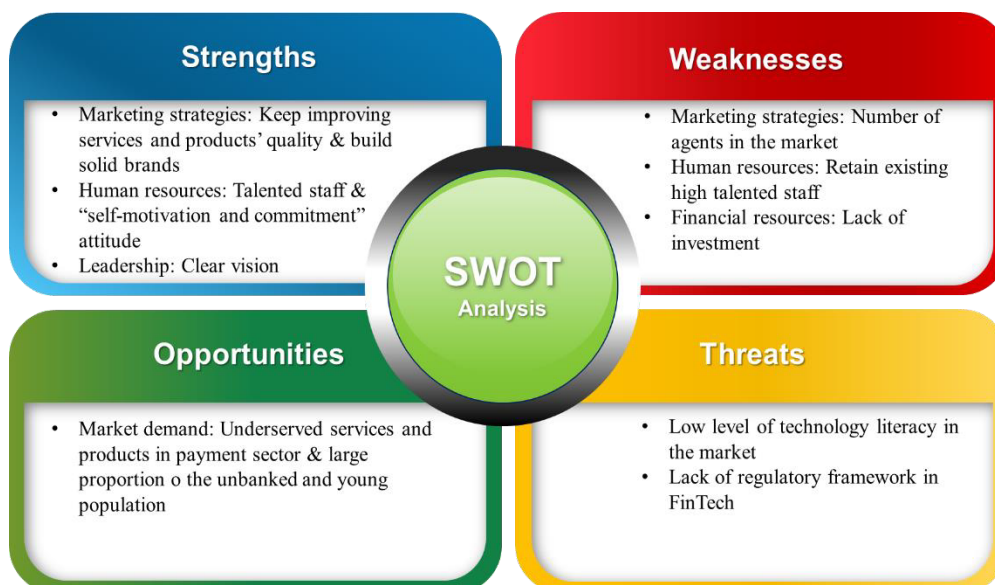 Strengths
• Marketing strategies: Keep improving
services and products' quality & build
solid brands
• Human resources: Talented staff &
“self-motivation and commitment”
attitude
• Leadership: Clear vision
Weaknesses
• Marketing strategies: Number of
agents in the market
• Human resources: Retain existing
high talented staff
• Financial resources: Lack of
investment
SWOT
Analysis
Opportunities
• Market demand: Underserved services and
products in payment sector & large
proportion o the unbanked and young
population
Threats
• Low level of technology literacy in
the market
• Lack of regulatory framework in
FinTech